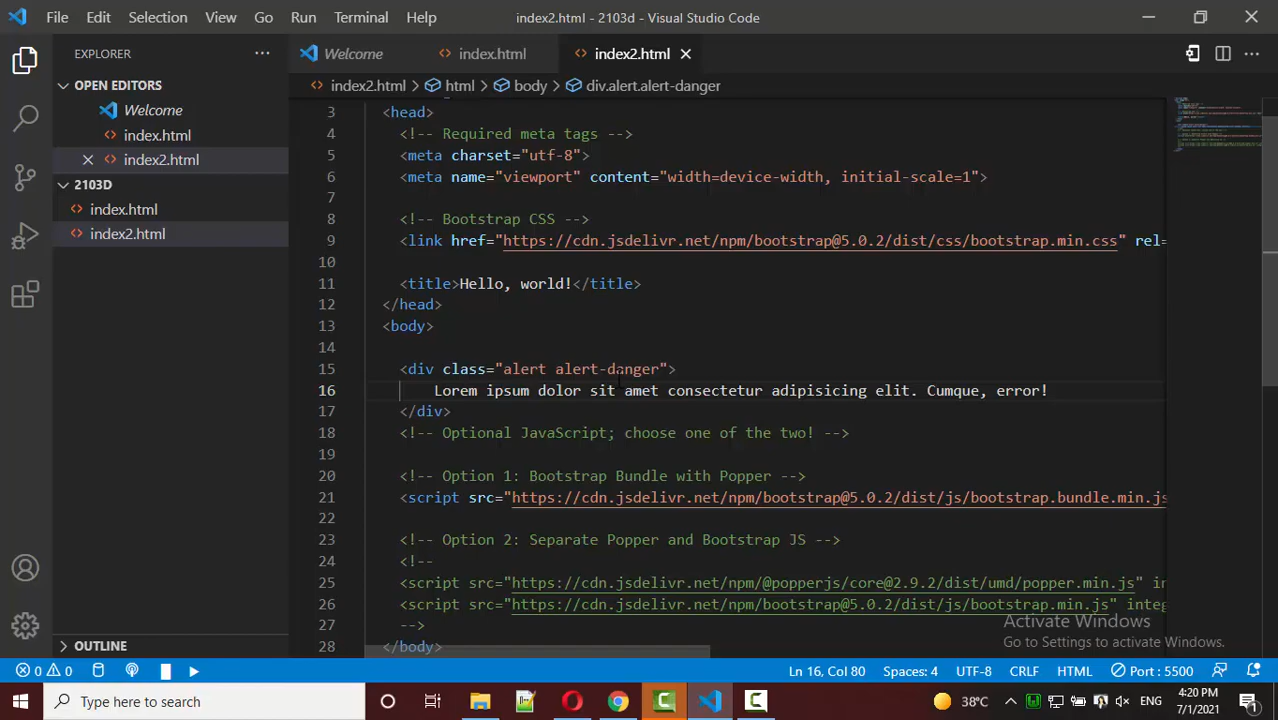 File Edit Selection View Go Run Terminal Help index2.html - 2103d - Visual Studio Code
EXPLORER
OPEN EDITORS
Welcome
index.html
index2.html
2103D
index.html
index2.html
OUTLINE
Welcome index.html index2.html
index2.html > html > body > div.alert.alert-danger
3 <head>
4 <!-- Required meta tags -->
5 <meta charset="utf-8">
6 <meta name="viewport" content="width=device-width, initial-scale=1">
7
8 <!-- Bootstrap CSS -->
9 <link href="https://cdn.jsdelivr.net/npm/bootstrap@5.0.2/dist/css/bootstrap.min.css" rel=
10
11 <title>Hello, world!</title>
12 </head>
13 <body>
14
15 <div class="alert alert-danger">
16 Lorem ipsum dolor sit amet consectetur adipisicing elit. Cumque, error!
17 </div>
18 <!-- Optional JavaScript; choose one of the two! -->
19
20 <!-- Option 1: Bootstrap Bundle with Popper -->
21 <script src="https://cdn.jsdelivr.net/npm/bootstrap@5.0.2/dist/js/bootstrap.bundle.min.js
22
23 <!-- Option 2: Separate Popper and Bootstrap JS -->
24 <!--
25 <script src="https://cdn.jsdelivr.net/npm/@popperjs/core@2.9.2/dist/umd/popper.min.js" in
26 <script src="https://cdn.jsdelivr.net/npm/bootstrap@5.0.2/dist/js/bootstrap.min.js" integ
27 -->
28 </body>
Activate Windows
Go to Settings to activate Windows.
0 0 Ln 16, Col 80 Spaces: 4 UTF-8 CRLF HTML Port : 5500
Type here to search 38°C ENG 4:20 PM
7/1/2021 1